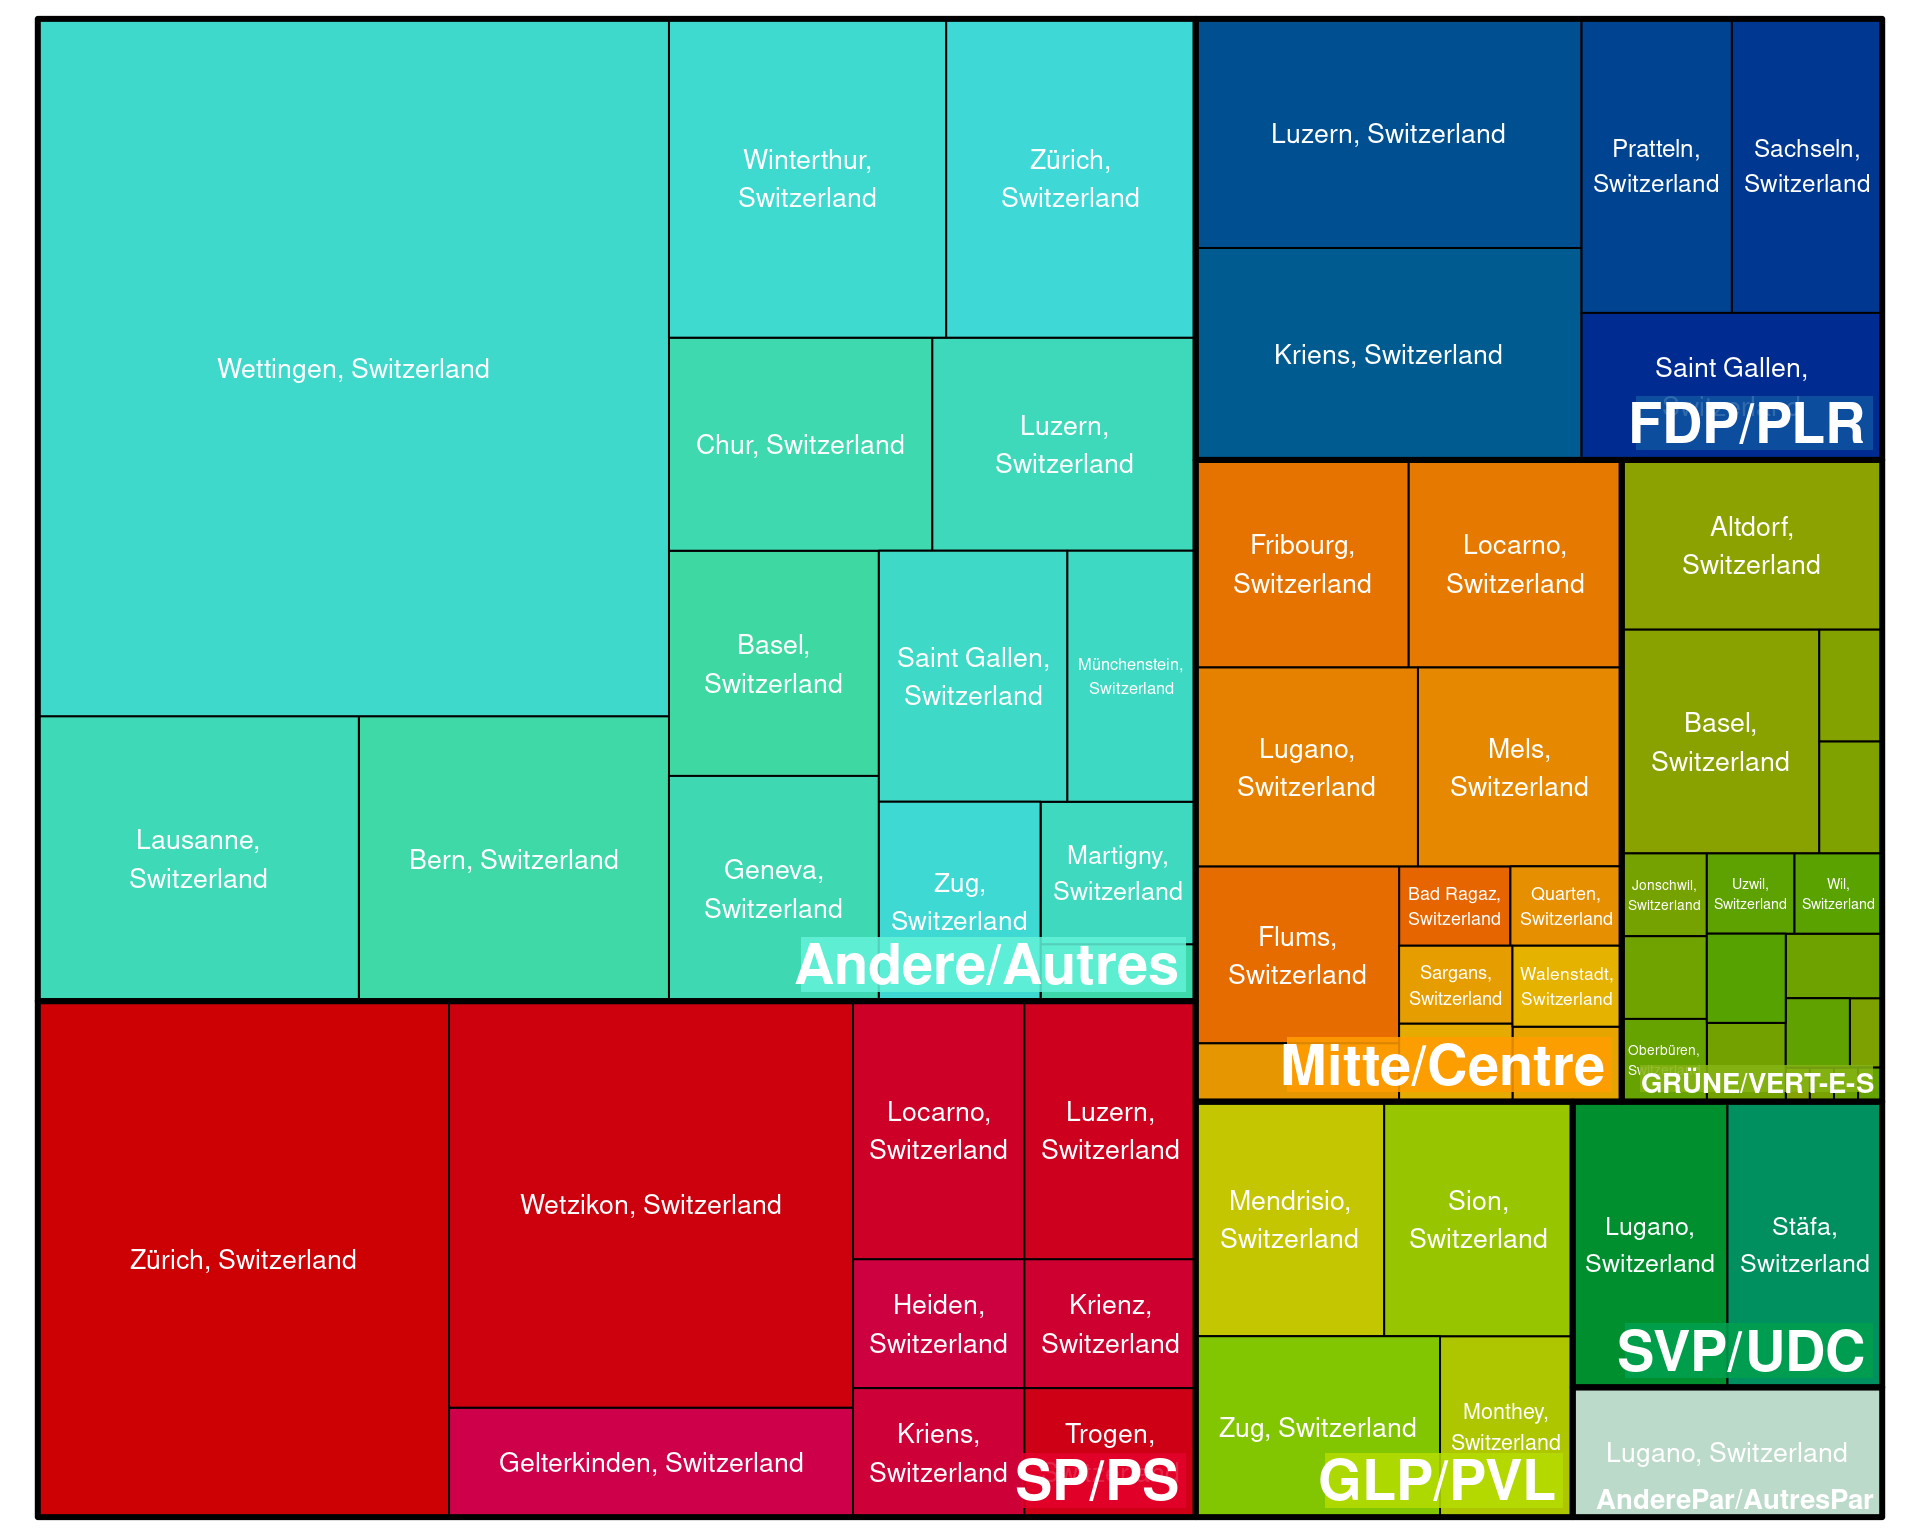 Wettingen, Switzerland
Winterthur,
Switzerland
Zürich,
Switzerland
Chur, Switzerland
Luzern,
Switzerland
Basel,
Switzerland
Saint Gallen,
Switzerland
Münchenstein,
Switzerland
Lausanne,
Switzerland
Bern, Switzerland
Geneva,
Switzerland
Zug,
Switzerland
Martigny,
Switzerland
Andere/Autres
Zürich, Switzerland
Wetzikon, Switzerland
Gelterkinden, Switzerland
Locarno,
Switzerland
Luzern,
Switzerland
Heiden,
Switzerland
Krienz,
Switzerland
Kriens,
Switzerland
Trogen,
SP/PS
Luzern, Switzerland
Kriens, Switzerland
Pratteln,
Switzerland
Sachseln,
Switzerland
Saint Gallen,
Switzerland
FDP/PLR
Fribourg,
Switzerland
Locarno,
Switzerland
Lugano,
Switzerland
Mels,
Switzerland
Flums,
Switzerland
Bad Ragaz,
Switzerland
Quarten,
Switzerland
Sargans,
Switzerland
Walenstadt,
Switzerland
Mitte/Centre
Altdorf,
Switzerland
Basel,
Switzerland
Jonschwil,
Switzerland
Uzwil,
Switzerland
Wil,
Switzerland
Oberbüren,
Switzerland
GRÜNE/VERT-E-S
Mendrisio,
Switzerland
Sion,
Switzerland
Zug, Switzerland
Monthey,
Switzerland
GLP/PVL
Lugano,
Switzerland
Stäfa,
Switzerland
SVP/UDC
Lugano, Switzerland
AnderePar/AutresPar